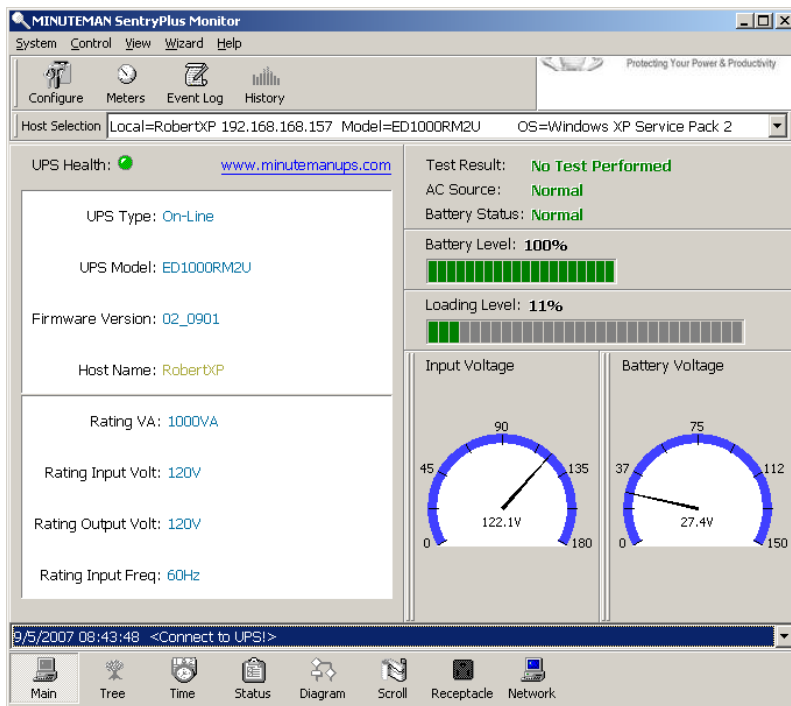 MINUTEMAN SentryPlus Monitor
System Control View Wizard Help
Protecting Your Power & Productivity
Configure Meters Event Log History
Host Selection Local=RobertXP 192.168.168.157 Model=ED1000RM2U OS=Windows XP Service Pack 2
UPS Health: www.minutemanups.com
UPS Type: On-Line
UPS Model: ED1000RM2U
Firmware Version: 02_0901
Host Name: RobertXP
Rating VA: 1000VA
Rating Input Volt: 120V
Rating Output Volt: 120V
Rating Input Freq: 60Hz
Test Result: No Test Performed
AC Source: Normal
Battery Status: Normal
Battery Level: 100%
Loading Level: 11%
Input Voltage
90
45 135
122.1V
0 180
Battery Voltage
75
37 112
27.4V
0 150
9/5/2007 08:43:48 <Connect to UPS!>
Main Tree Time Status Diagram Scroll Receptacle Network